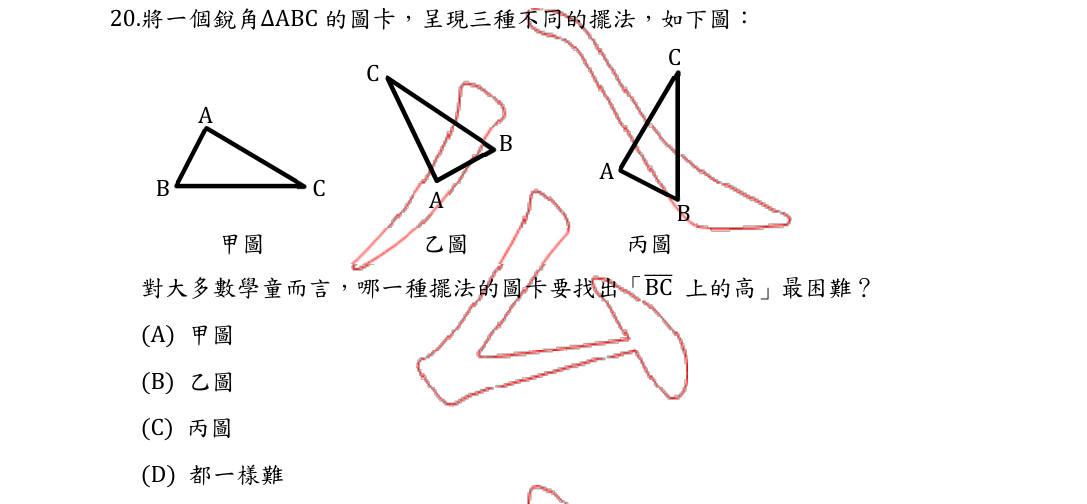 20.將一個銳角ΔABC 的圖卡，呈現三種不同的擺法，如下圖：
C
C
A
B
A
B
C
A
B
甲圖
乙圖
丙圖
對大多數學童而言，哪一種擺法的圖卡要找出「B̅C̅ 上的高」最困難？
(A) 甲圖
(B) 乙圖
(C) 丙圖
(D) 都一樣難